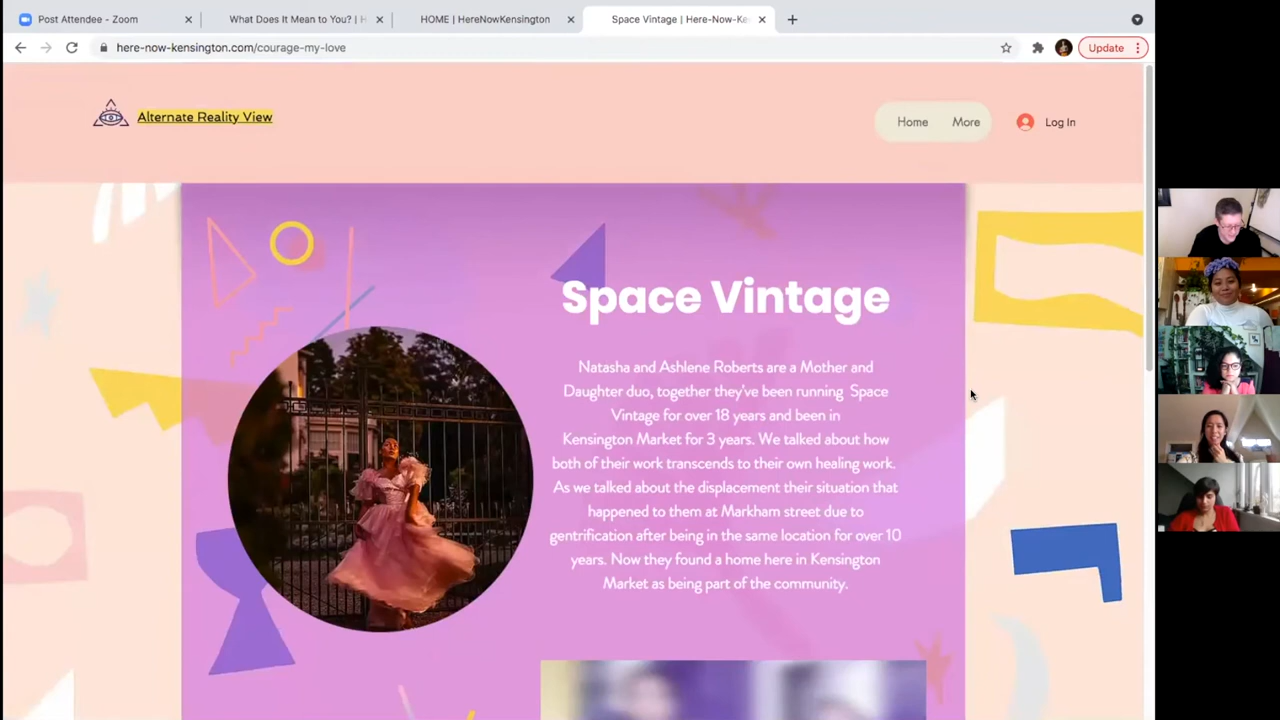 Post Attendee - Zoom
What Does It Mean to You? | H
HOME | HereNowKensington
Space Vintage | Here-Now-Ke
here-now-kensington.com/courage-my-love
Update
Alternate Reality View
Home
More
Log In
Space Vintage
Natasha and Ashlene Roberts are a Mother and
Daughter duo, together they've been running Space
Vintage for over 18 years and been in
Kensington Market for 3 years. We talked about how
both of their work transcends to their own healing work.
As we talked about the displacement their situation that
happened to them at Markham street due to
gentrification after being in the same location for over 10
years. Now they found a home here in Kensington
Market as being part of the community.